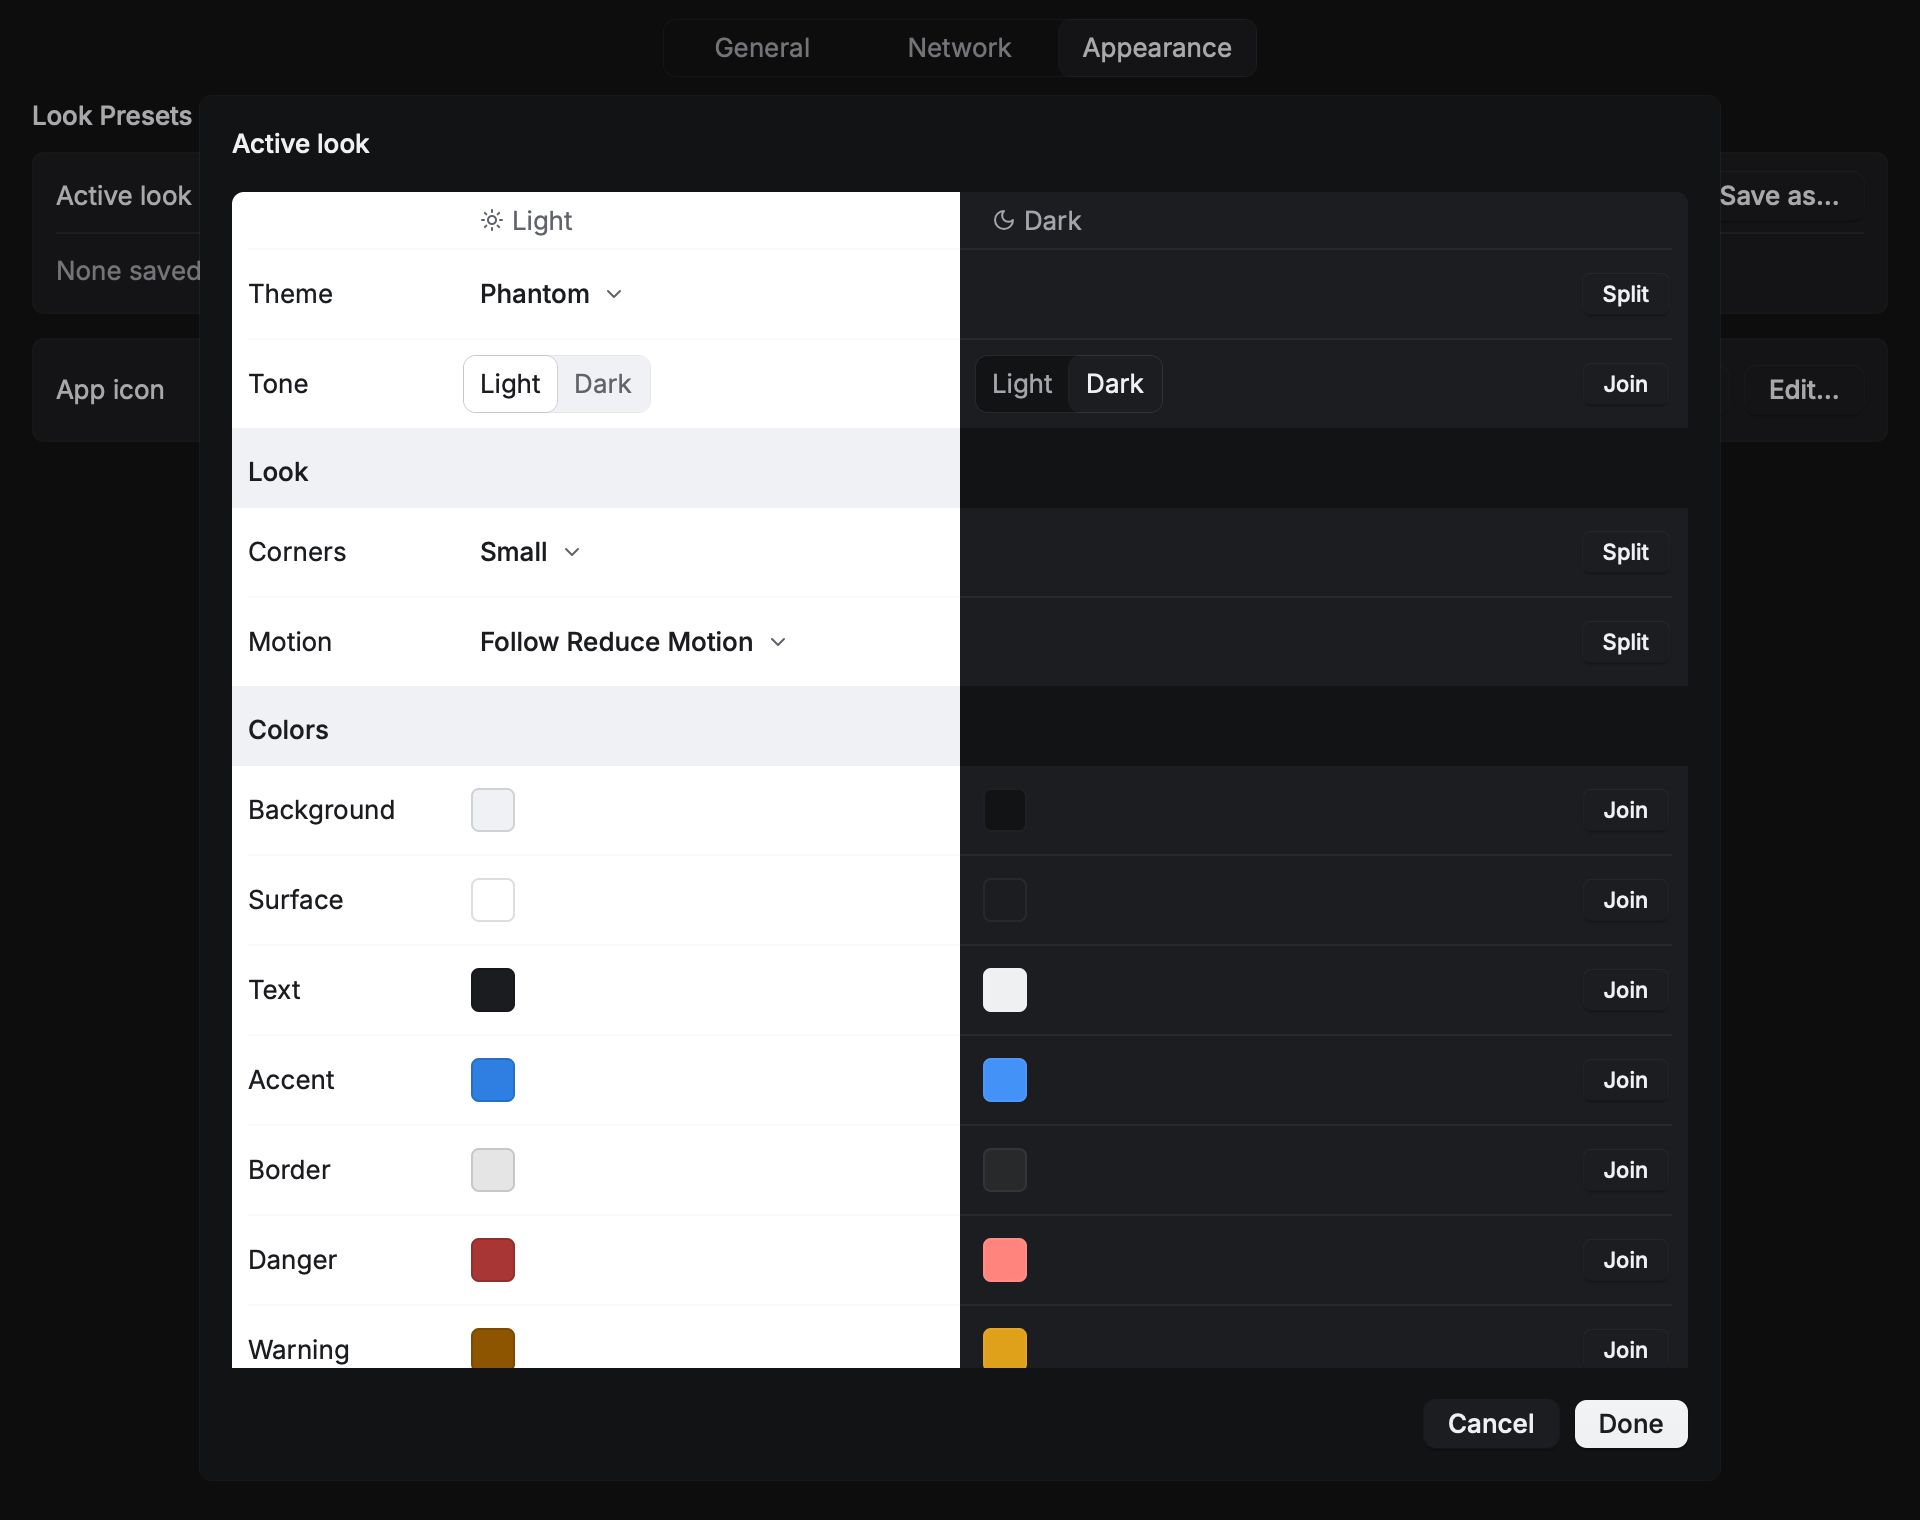 General Network Appearance
Look Presets
Active look
Active look Save as...
None saved
App icon Edit...
Light Dark
Theme Phantom Split
Tone Light Dark Light Dark Join
Look
Corners Small Split
Motion Follow Reduce Motion Split
Colors
Background Join
Surface Join
Text Join
Accent Join
Border Join
Danger Join
Warning Join
Cancel Done